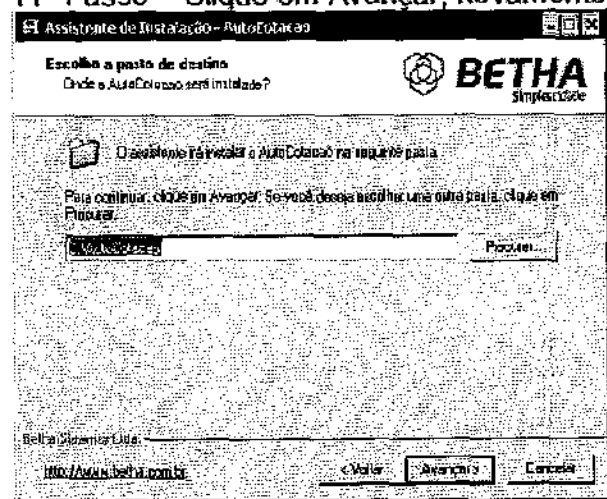 11º Passo – Clique em Avançar, novamente
Assistente de Instalação - AutoCotacao
Escolha a pasta de destino
Onde o AutoCotacao será instalado?
BETHA
Simplescidade
O assistente irá instalar o AutoCotacao na seguinte pasta.
Para continuar, clique em Avançar. Se você deseja escolher uma outra pasta, clique em
Procurar.
Procurar...
Betha Sistemas Ltda.
http://www.betha.com.br
< Voltar
Avançar >
Cancelar